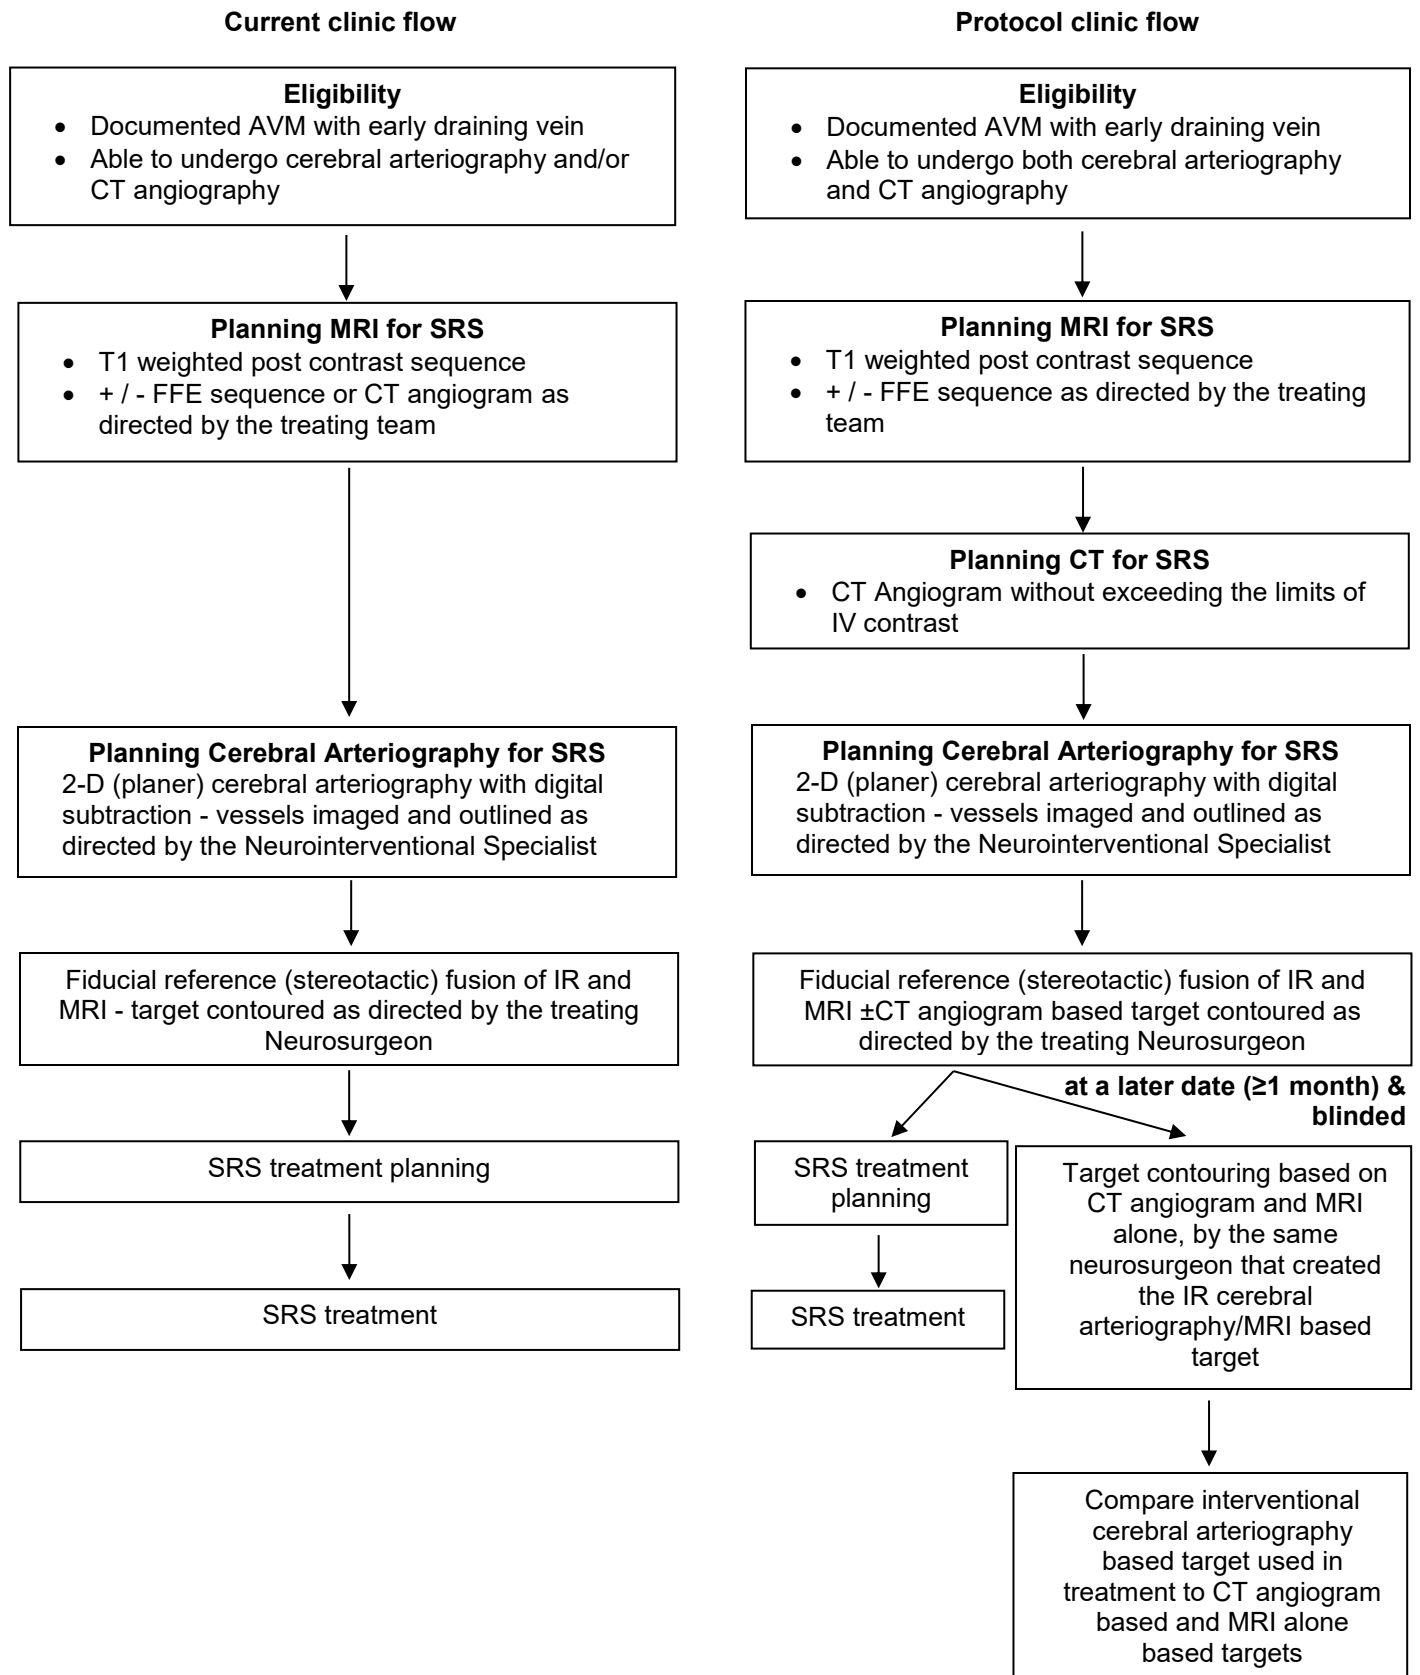 Current clinic flow
Eligibility
• Documented AVM with early draining vein
• Able to undergo cerebral arteriography and/or
CT angiography
Planning MRI for SRS
• T1 weighted post contrast sequence
• + / - FFE sequence or CT angiogram as
directed by the treating team
Planning Cerebral Arteriography for SRS
2-D (planer) cerebral arteriography with digital
subtraction - vessels imaged and outlined as
directed by the Neurointerventional Specialist
Fiducial reference (stereotactic) fusion of IR and
MRI - target contoured as directed by the treating
Neurosurgeon
SRS treatment planning
SRS treatment
Protocol clinic flow
Eligibility
• Documented AVM with early draining vein
• Able to undergo both cerebral arteriography
and CT angiography
Planning MRI for SRS
• T1 weighted post contrast sequence
• + / - FFE sequence as directed by the treating
team
Planning CT for SRS
• CT Angiogram without exceeding the limits of
IV contrast
Planning Cerebral Arteriography for SRS
2-D (planer) cerebral arteriography with digital
subtraction - vessels imaged and outlined as
directed by the Neurointerventional Specialist
Fiducial reference (stereotactic) fusion of IR and
MRI ±CT angiogram based target contoured as
directed by the treating Neurosurgeon
at a later date (≥1 month) &
blinded
SRS treatment
planning
SRS treatment
Target contouring based on
CT angiogram and MRI
alone, by the same
neurosurgeon that created
the IR cerebral
arteriography/MRI based
target
Compare interventional
cerebral arteriography
based target used in
treatment to CT angiogram
based and MRI alone
based targets